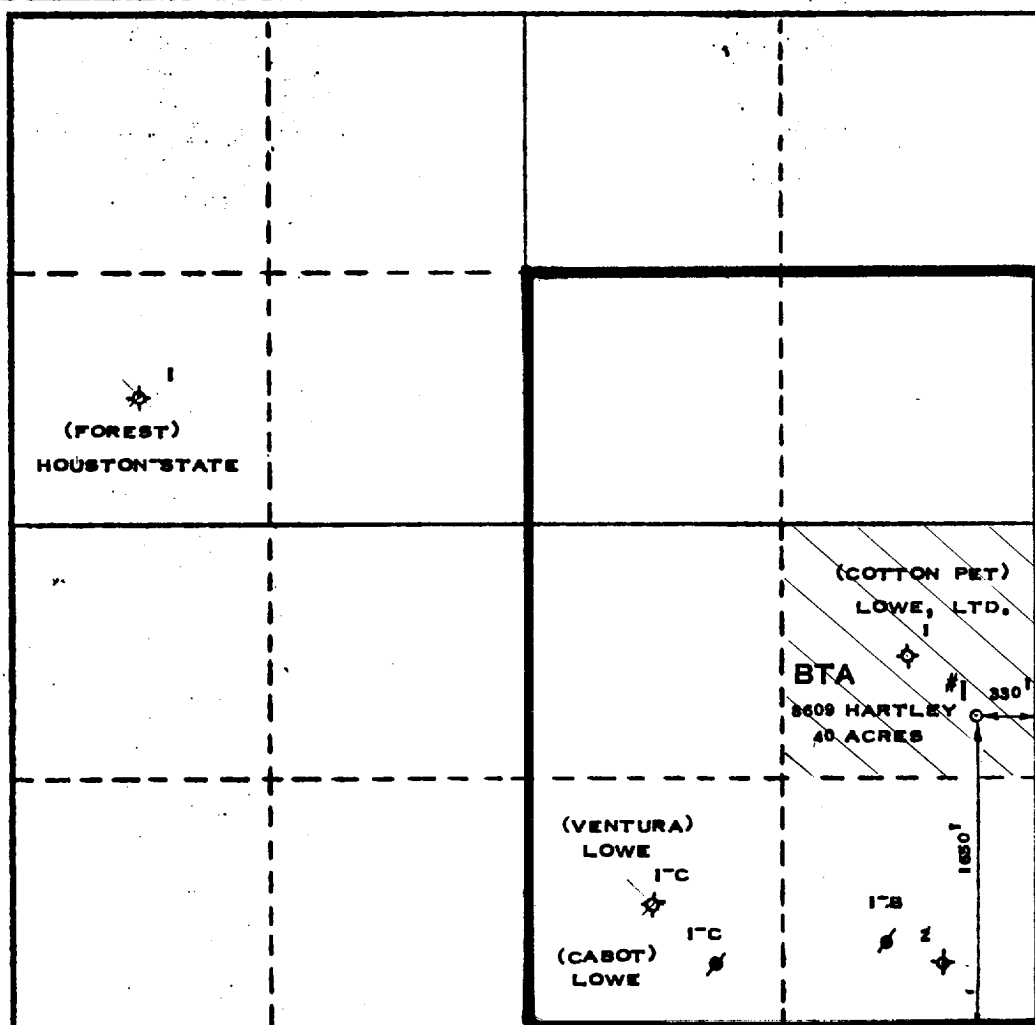 1
(FOREST)
HOUSTON-STATE
(COTTON PET)
LOWE, LTD.
1
BTA
#1
330'
8609 HARTLEY
40 ACRES
1650'
(VENTURA)
LOWE
1-C
1-C
(CABOT)
LOWE
1-B
2